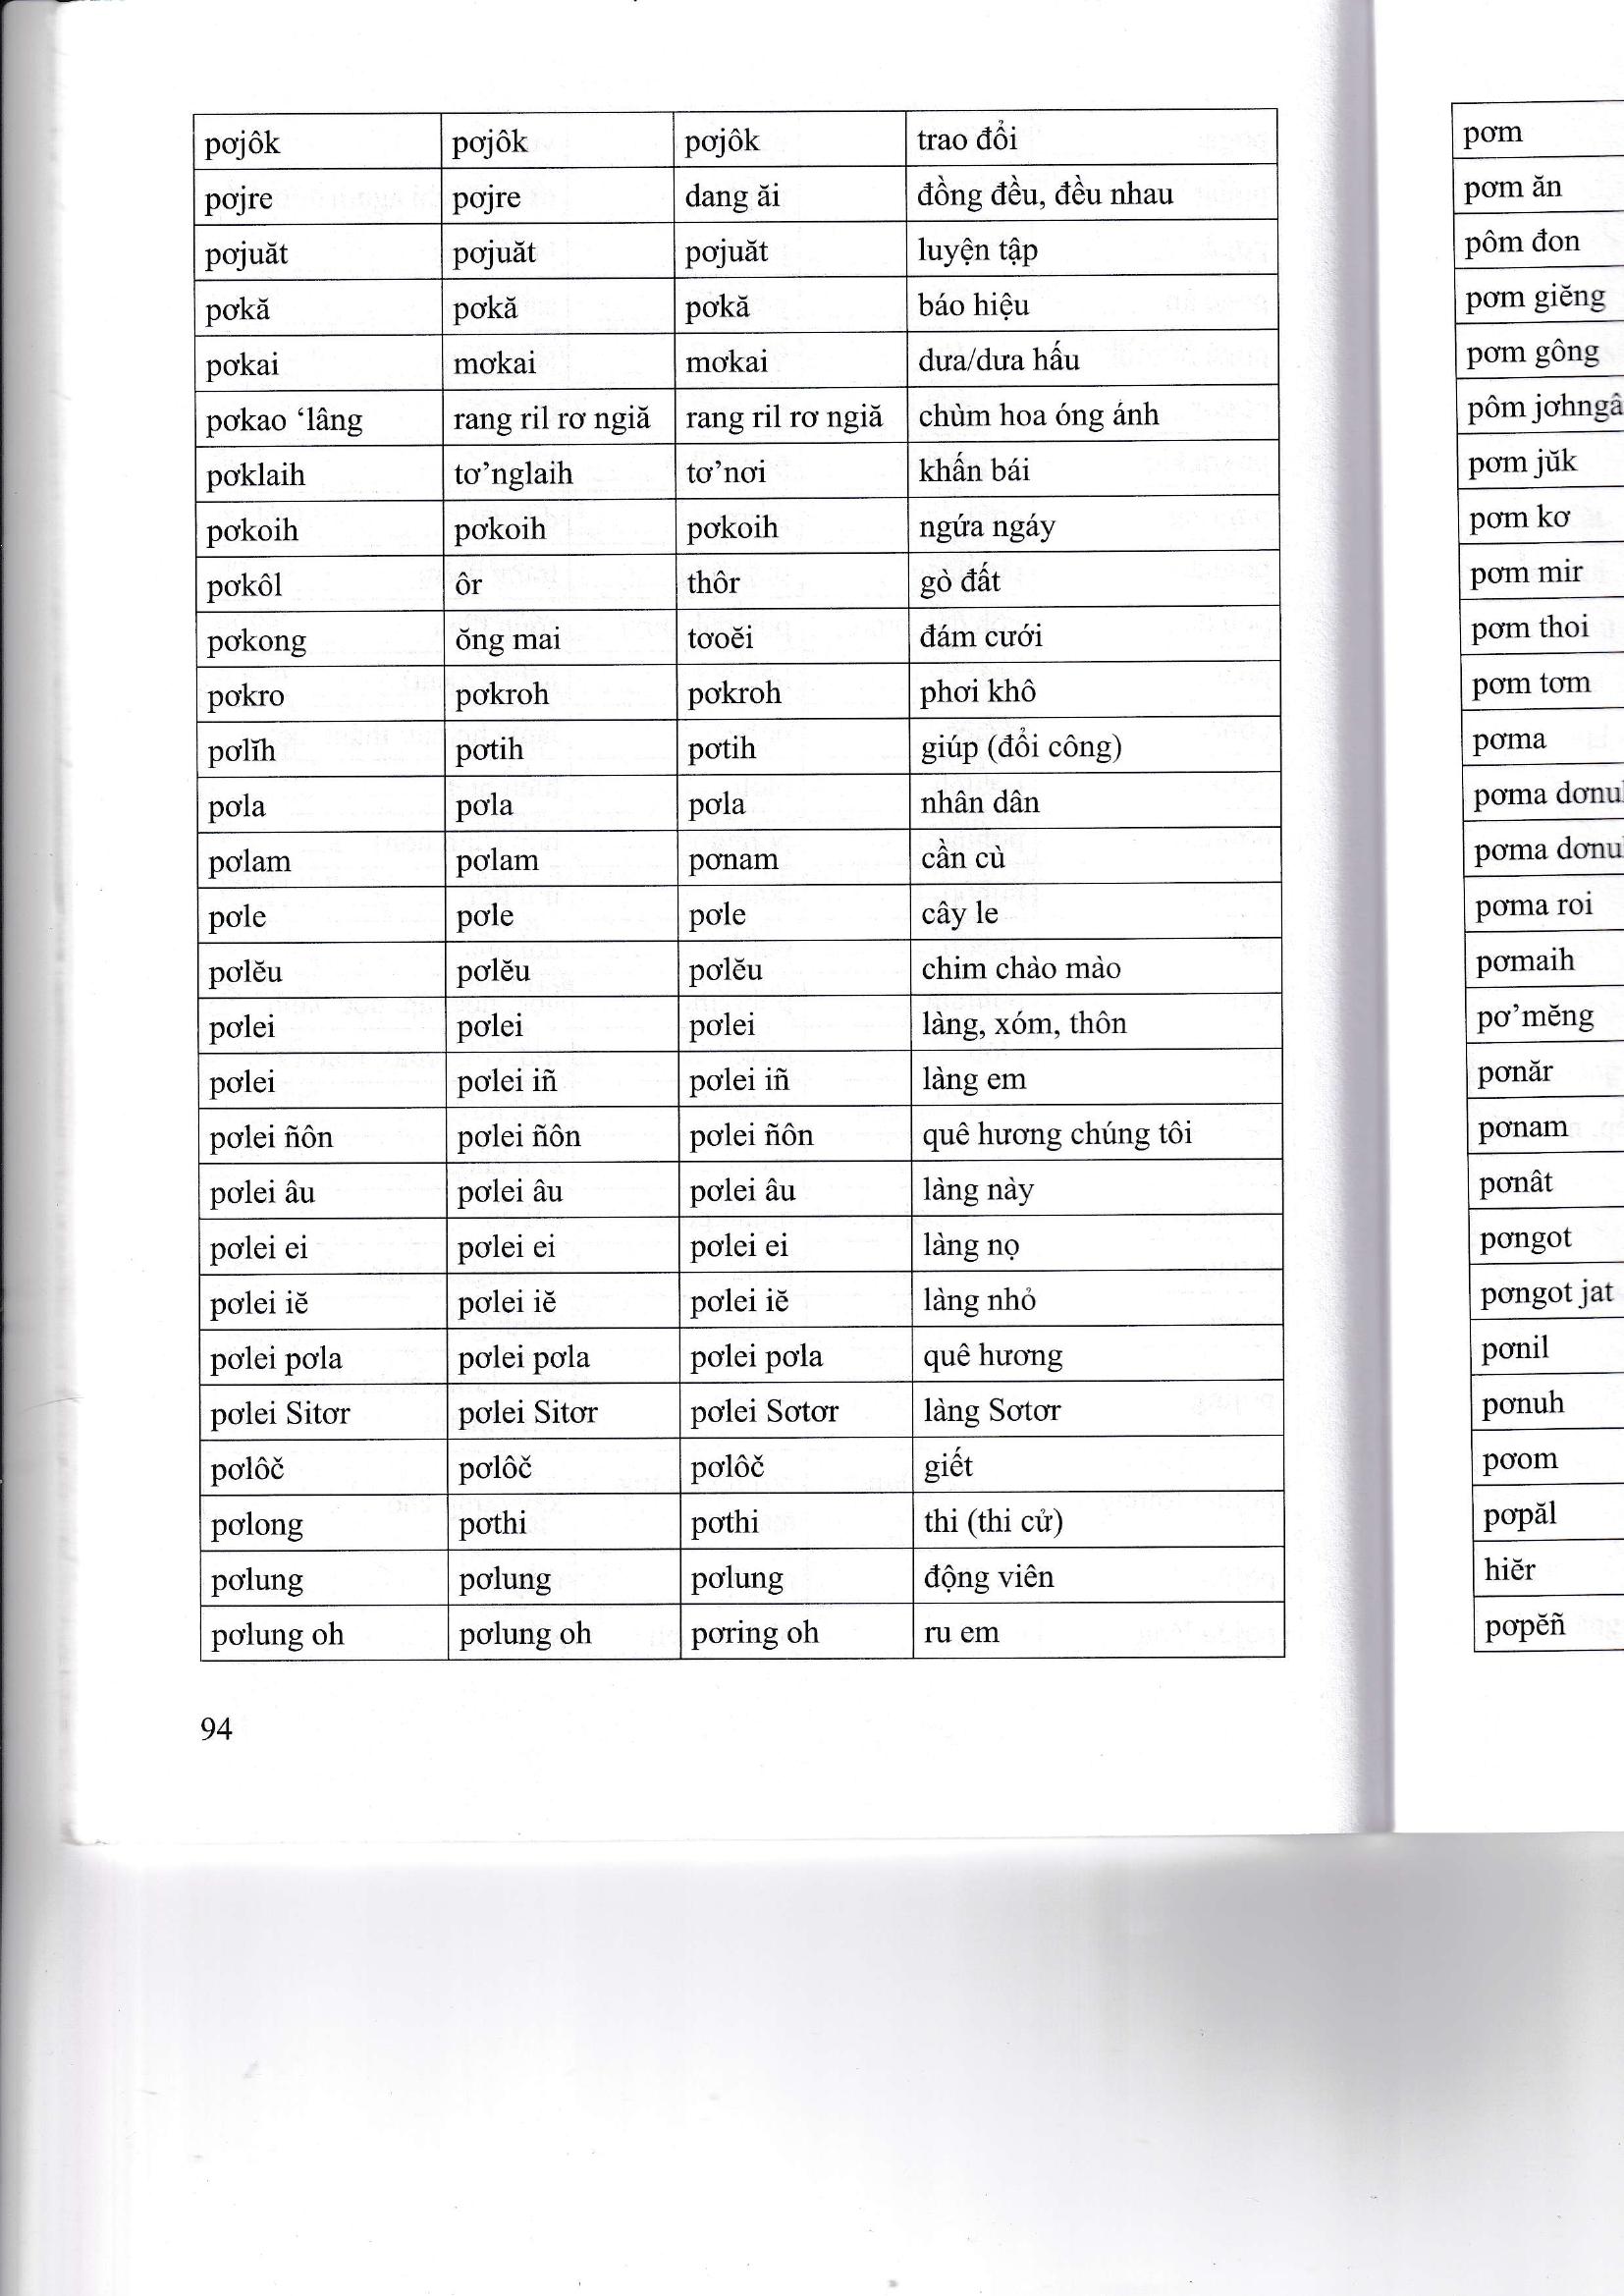 pơjôk pơjôk pơjôk trao đổi
pơjre pơjre dang ăi đồng đều, đều nhau
pơjuăt pơjuăt pơjuăt luyện tập
pơkă pơkă pơkă báo hiệu
pơkai mơkai mơkai dưa/dưa hấu
pơkao ‘lâng rang ril rơ ngiă rang ril rơ ngiă chùm hoa óng ánh
pơklaih tơ’nglaih tơ’nơi khấn bái
pơkoih pơkoih pơkoih ngứa ngáy
pơkôl ôr thôr gò đất
pơkong ŏng mai tơoĕi đám cưới
pơkro pơkroh pơkroh phơi khô
pơlĭh pơtih pơtih giúp (đổi công)
pơla pơla pơla nhân dân
pơlam pơlam pơnam cần cù
pơle pơle pơle cây le
pơlĕu pơlĕu pơlĕu chim chào mào
pơlei pơlei pơlei làng, xóm, thôn
pơlei pơlei iñ pơlei iñ làng em
pơlei ñôn pơlei ñôn pơlei ñôn quê hương chúng tôi
pơlei âu pơlei âu pơlei âu làng này
pơlei ei pơlei ei pơlei ei làng nọ
pơlei iĕ pơlei iĕ pơlei iĕ làng nhỏ
pơlei pơla pơlei pơla pơlei pơla quê hương
pơlei Sitơr pơlei Sitơr pơlei Sơtơr làng Sơtơr
pơlôč pơlôč pơlôč giết
pơlong pơthi pơthi thi (thi cử)
pơlung pơlung pơlung động viên
pơlung oh pơlung oh pơring oh ru em
94
pơm
pơm ăn
pôm đon
pơm giĕng
pơm gông
pôm
pơm jŭk
pơm kơ
pơm mir
pơm thoi
pơm tơm
pơma
pơma
pơma
pơma roi
pơmaih
pơ’mĕng
pơnăr
pơnam
pơnât
pơngot
pơngot jat
pơnil
pơnuh
pơom
pơpăl
hiĕr
pơpĕñ